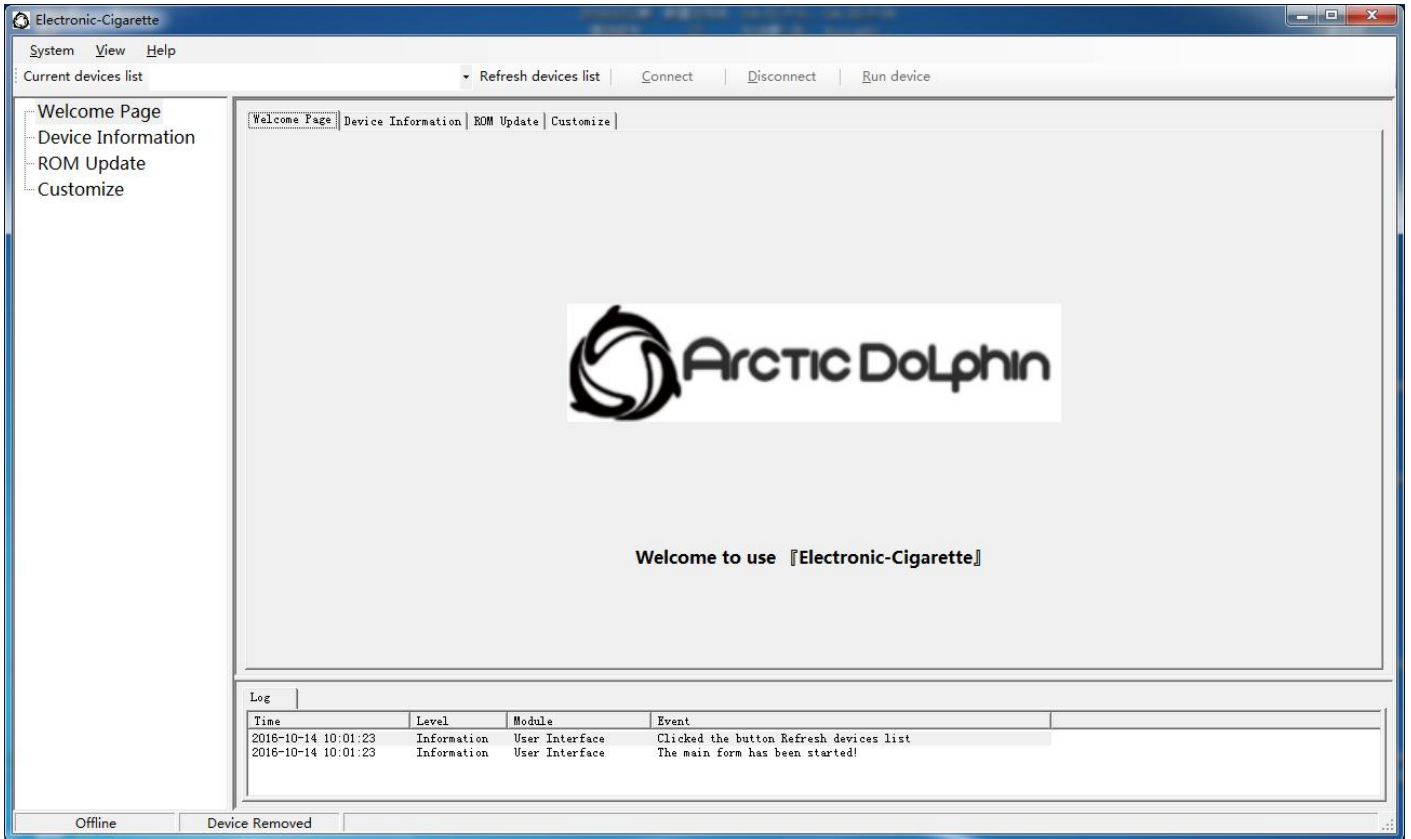 Electronic-Cigarette
System View Help
Current devices list Refresh devices list Connect Disconnect Run device
Welcome Page
Device Information
ROM Update
Customize
Welcome Page Device Information ROM Update Customize
Arctic Dolphin
Welcome to use 『Electronic-Cigarette』
Log
Time Level Module Event
2016-10-14 10:01:23 Information User Interface Clicked the button Refresh devices list
2016-10-14 10:01:23 Information User Interface The main form has been started!
Offline Device Removed